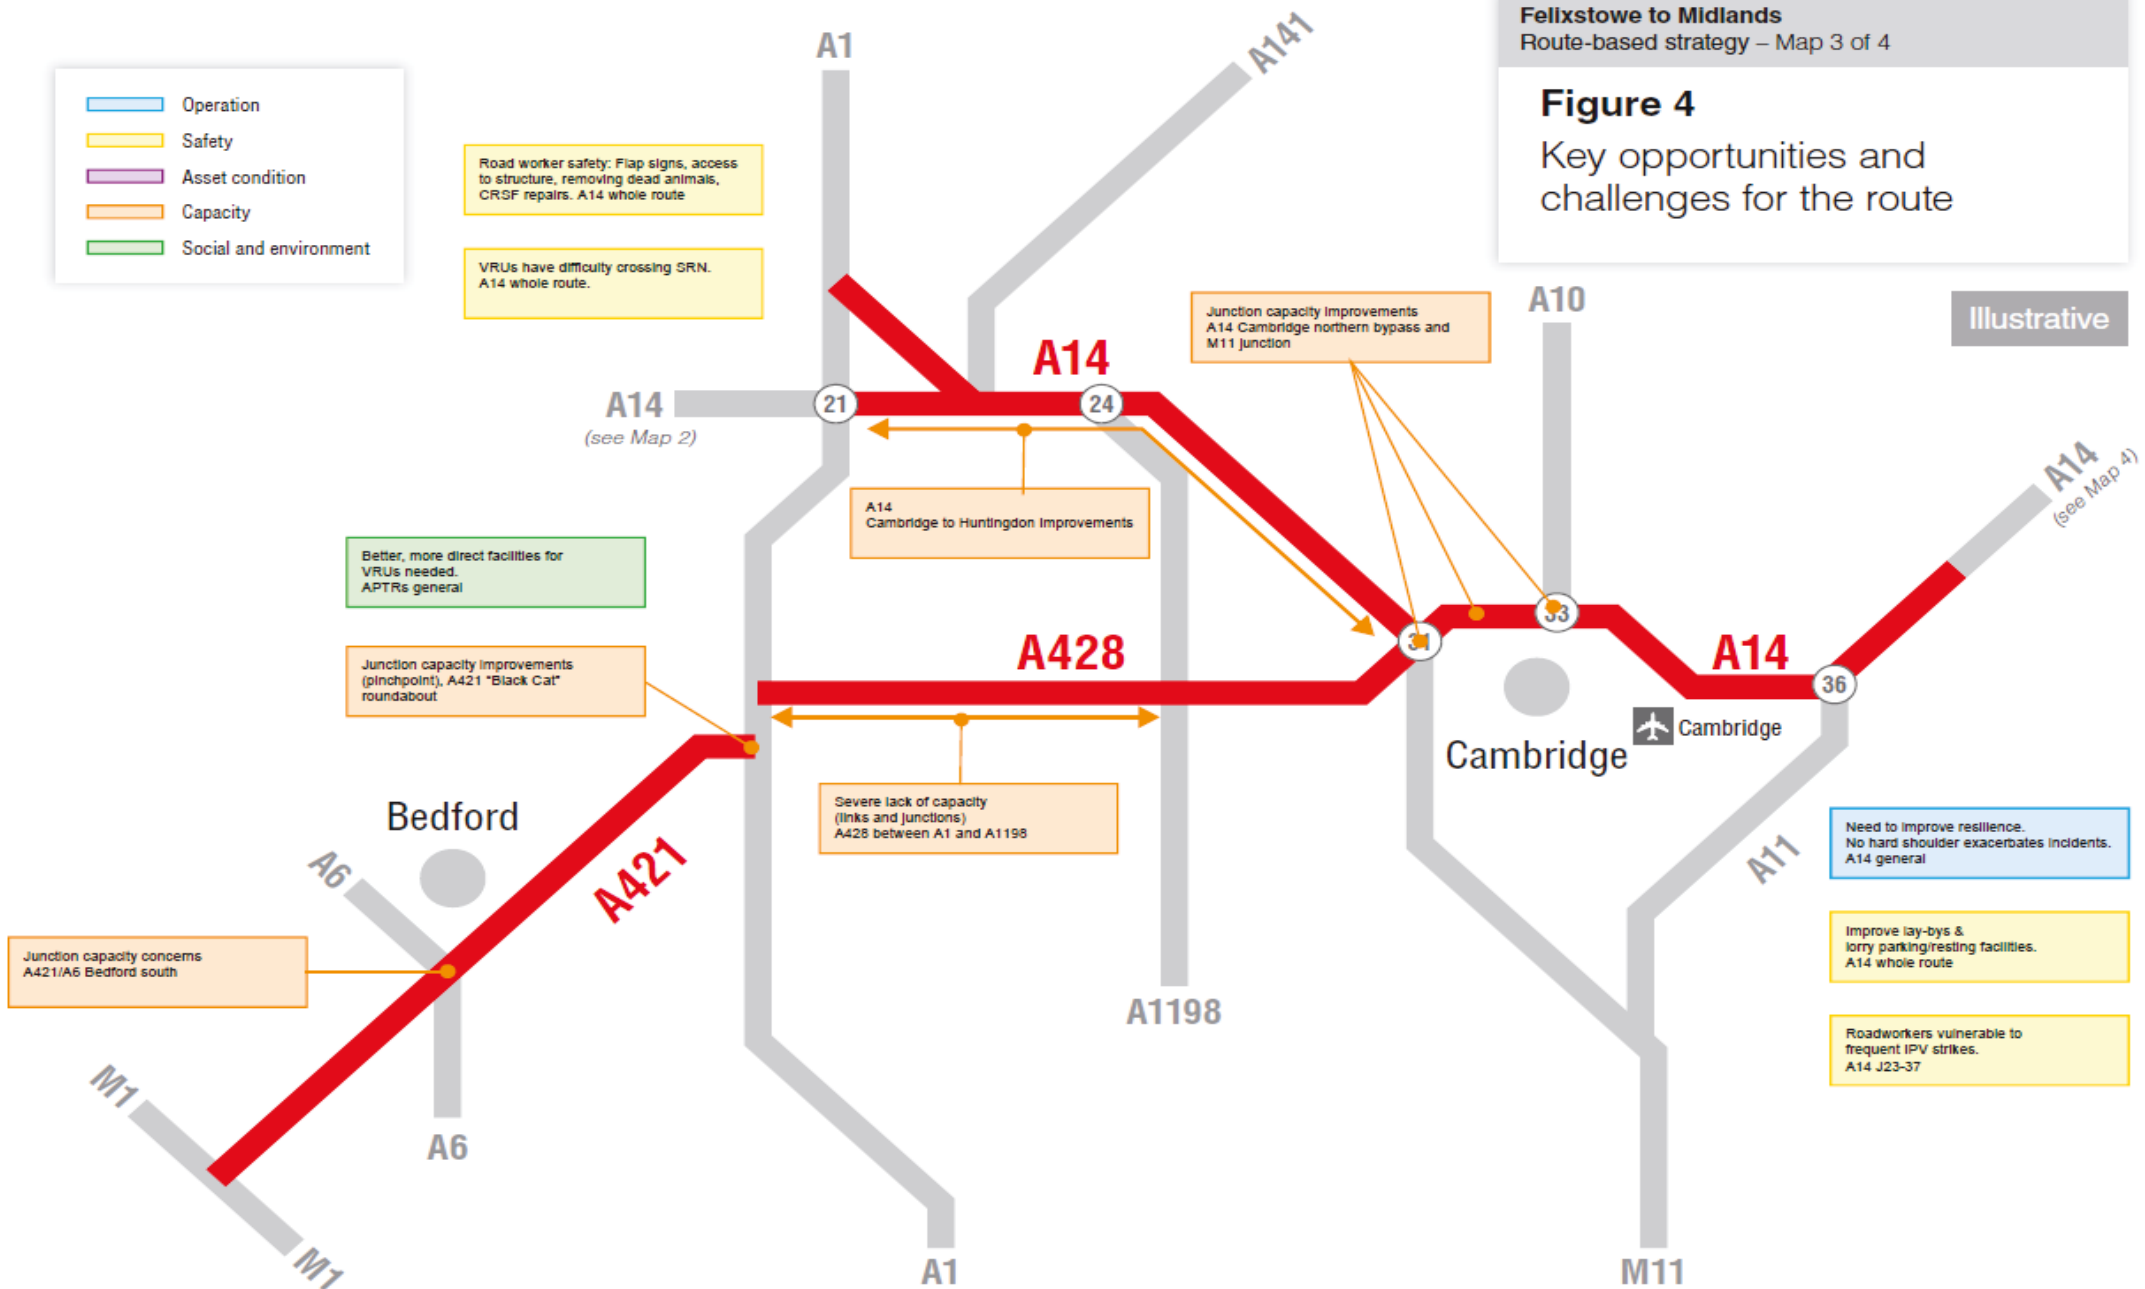 Felixstowe to Midlands
Route-based strategy – Map 3 of 4
Figure 4
Key opportunities and
challenges for the route
Illustrative
Operation
Safety
Asset condition
Capacity
Social and environment
A1
A141
Road worker safety: Flap signs, access
to structure, removing dead animals,
CRSF repairs. A14 whole route
VRUs have difficulty crossing SRN.
A14 whole route.
Junction capacity improvements
A14 Cambridge northern bypass and
M11 junction
A10
A14
A14
(see Map 2)
21
24
A14
(see Map 4)
A14
Cambridge to Huntingdon improvements
Better, more direct facilities for
VRUs needed.
APTRs general
Junction capacity improvements
(pinchpoint), A421 "Black Cat"
roundabout
A428
31
33
A14
36
Cambridge
Cambridge
Severe lack of capacity
(links and junctions)
A428 between A1 and A1198
Bedford
A421
A6
A11
Need to improve resilience.
No hard shoulder exacerbates incidents.
A14 general
Improve lay-bys &
lorry parking/resting facilities.
A14 whole route
Roadworkers vulnerable to
frequent IPV strikes.
A14 J23-37
Junction capacity concerns
A421/A6 Bedford south
A1198
M1
A6
M1
A1
M11